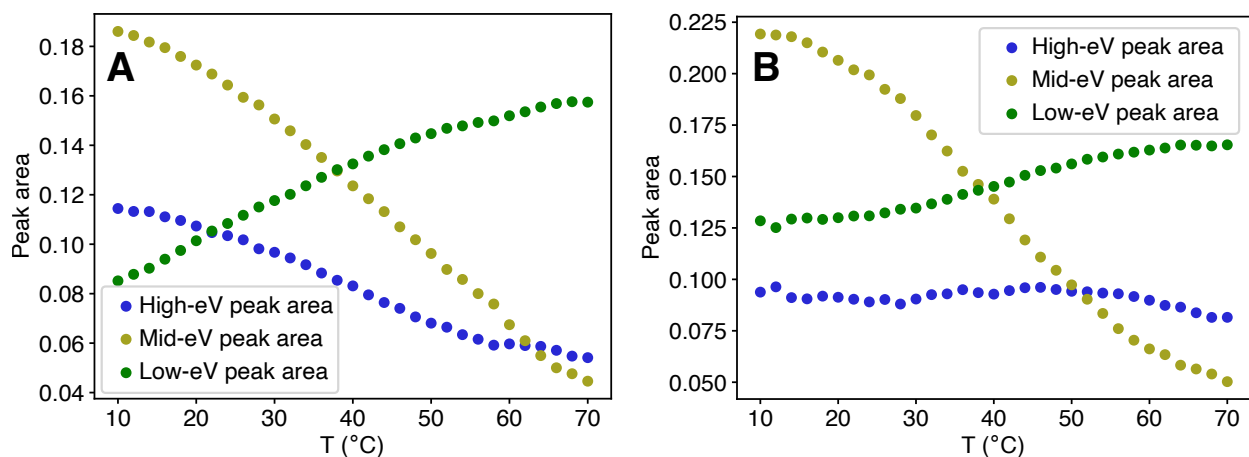 A
Peak area
0.18
0.16
0.14
0.12
0.10
0.08
0.06
0.04
High-eV peak area
Mid-eV peak area
Low-eV peak area
10 20 30 40 50 60 70
T (°C)
B
Peak area
0.225
0.200
0.175
0.150
0.125
0.100
0.075
0.050
High-eV peak area
Mid-eV peak area
Low-eV peak area
10 20 30 40 50 60 70
T (°C)